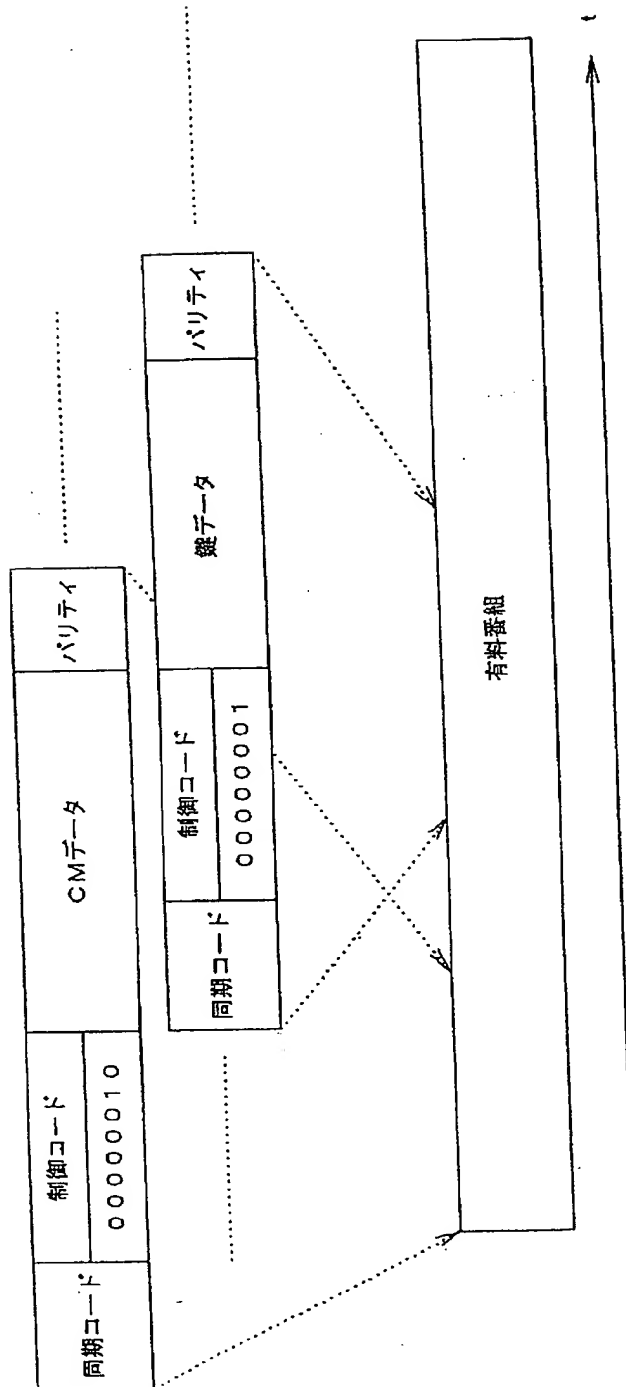 同期コード
制御コード
00000010
CMデータ
パリティ
同期コード
制御コード
00000001
鍵データ
パリティ
有料番組
t